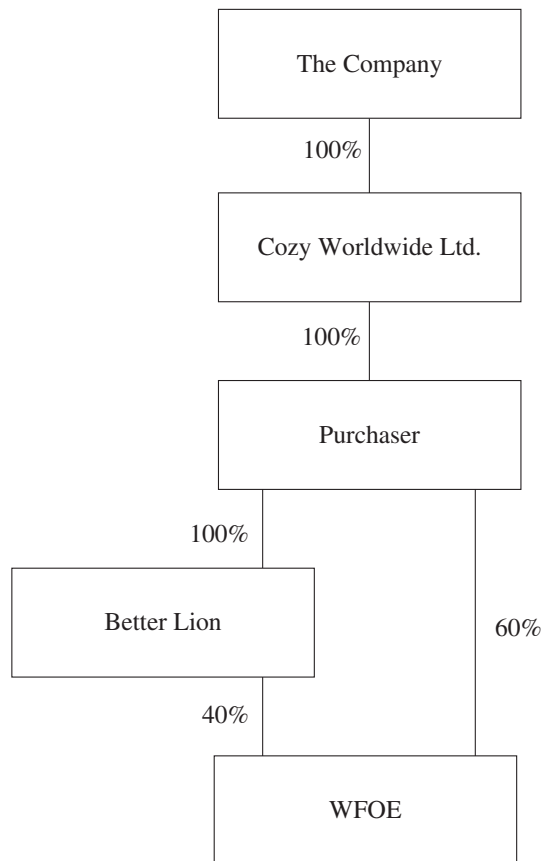 The Company
100%
Cozy Worldwide Ltd.
100%
Purchaser
100%
Better Lion
60%
40%
WFOE